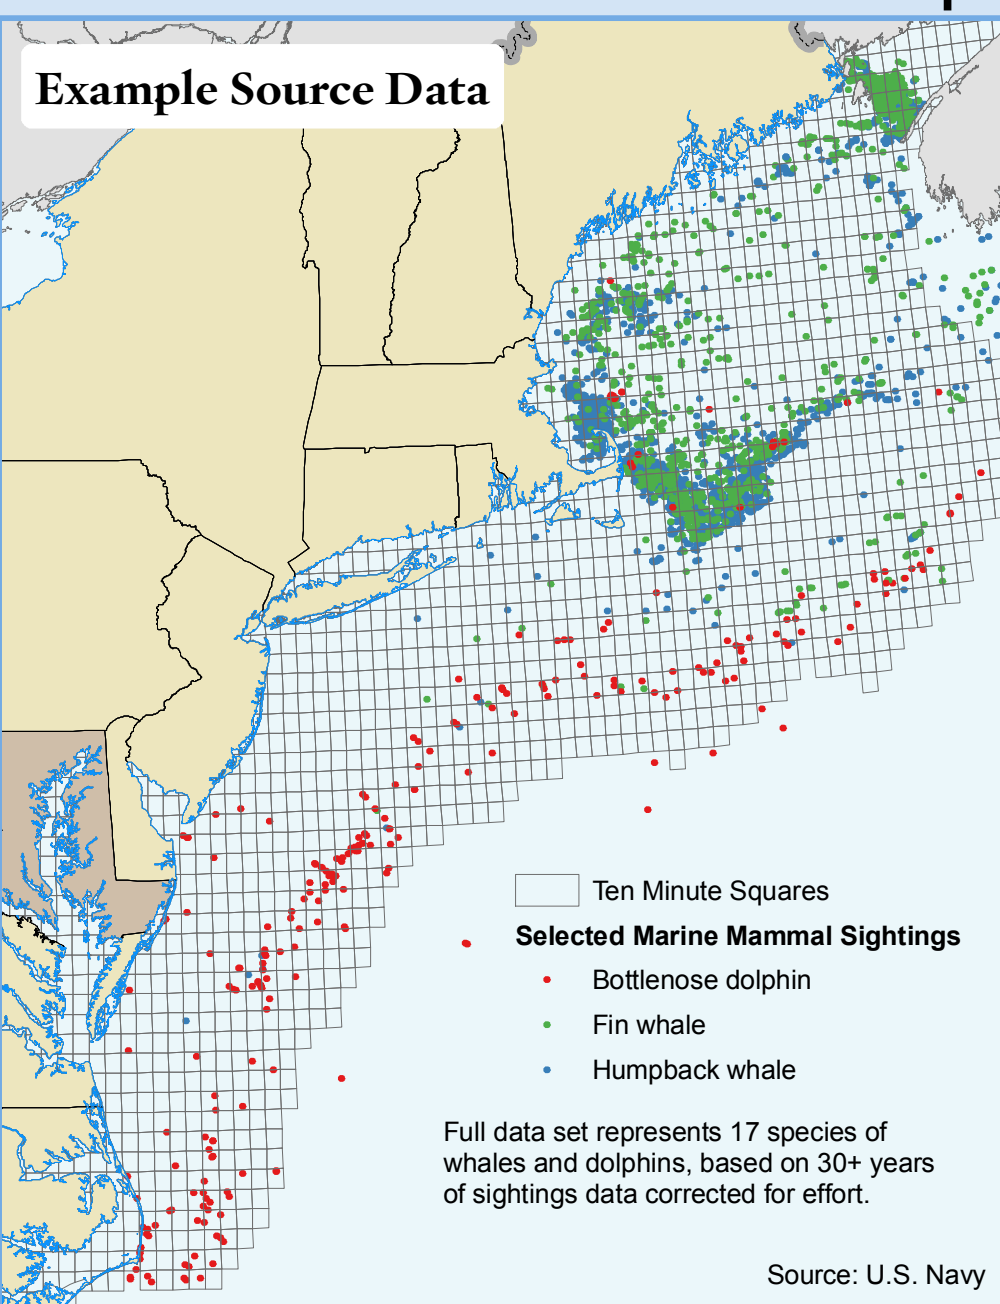 Example Source Data
Ten Minute Squares
Selected Marine Mammal Sightings
Bottlenose dolphin
Fin whale
Humpback whale
Full data set represents 17 species of
whales and dolphins, based on 30+ years
of sightings data corrected for effort.
Source: U.S. Navy